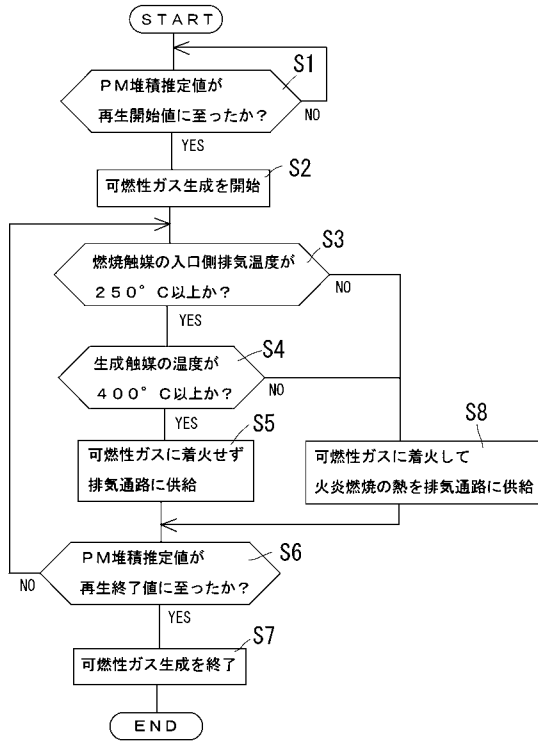 START
S1
PM堆積推定値が
再生開始値に至ったか?
NO
YES
S2
可燃性ガス生成を開始
S3
燃焼触媒の入口側排気温度が
250°C以上か?
NO
YES
S4
生成触媒の温度が
400°C以上か?
NO
YES
S5
可燃性ガスに着火せず
排気通路に供給
S8
可燃性ガスに着火して
火炎燃焼の熱を排気通路に供給
S6
PM堆積推定値が
再生終了値に至ったか?
NO
YES
S7
可燃性ガス生成を終了
END